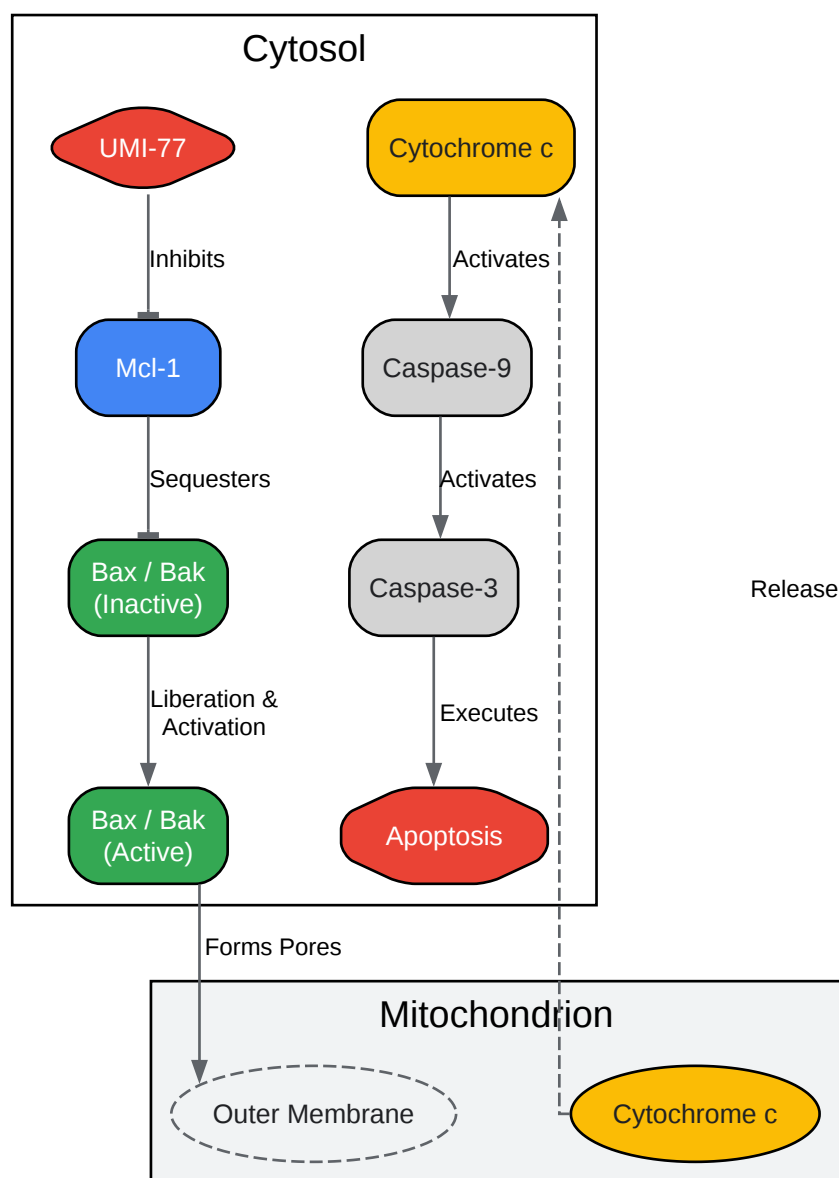 Cytosol
UMI-77
Cytochrome c
Inhibits
Activates
Mcl-1
Caspase-9
Sequesters
Activates
Bax / Bak
(Inactive)
Caspase-3
Release
Liberation &
Activation
Executes
Bax / Bak
(Active)
Apoptosis
Forms Pores
Mitochondrion
Outer Membrane
Cytochrome c